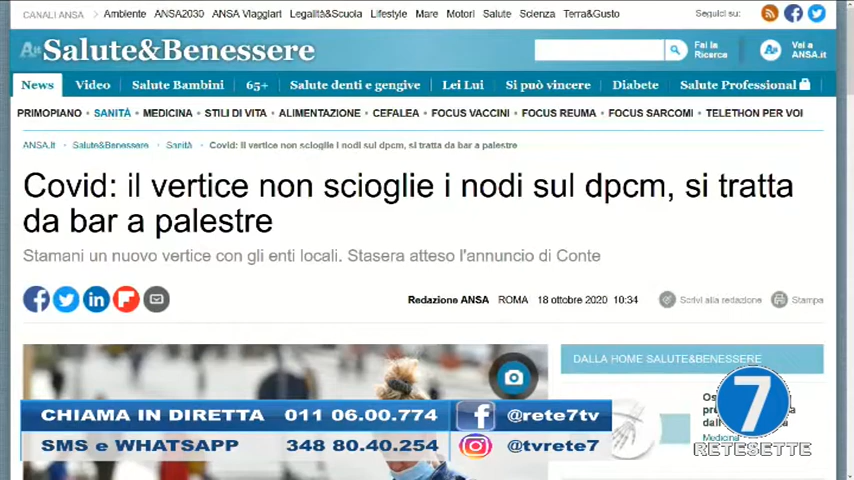 CANALI ANSA Ambiente ANSA2030 ANSA Viaggiart Legalità&Scuola Lifestyle Mare Motori Salute Scienza Terra&Gusto Seguici su:
Salute&Benessere
Fai la Ricerca
Vai a ANSA.it
News Video Salute Bambini 65+ Salute denti e gengive Lei Lui Si può vincere Diabete Salute Professional
PRIMOPIANO • SANITÀ • MEDICINA • STILI DI VITA • ALIMENTAZIONE • CEFALEA • FOCUS VACCINI • FOCUS REUMA • FOCUS SARCOMI • TELETHON PER VOI
ANSA.it Salute&Benessere Sanità Covid: il vertice non scioglie i nodi sul dpcm, si tratta da bar a palestre
Covid: il vertice non scioglie i nodi sul dpcm, si tratta
da bar a palestre
Stamani un nuovo vertice con gli enti locali. Stasera atteso l'annuncio di Conte
Redazione ANSA ROMA 18 ottobre 2020 10:34 Scrivi alla redazione Stampa
DALLA HOME SALUTE&BENESSERE
Medicina
CHIAMA IN DIRETTA 011 06.00.774 @rete7tv
SMS e WHATSAPP 348 80.40.254 @tvrete7
7
RETESETTE